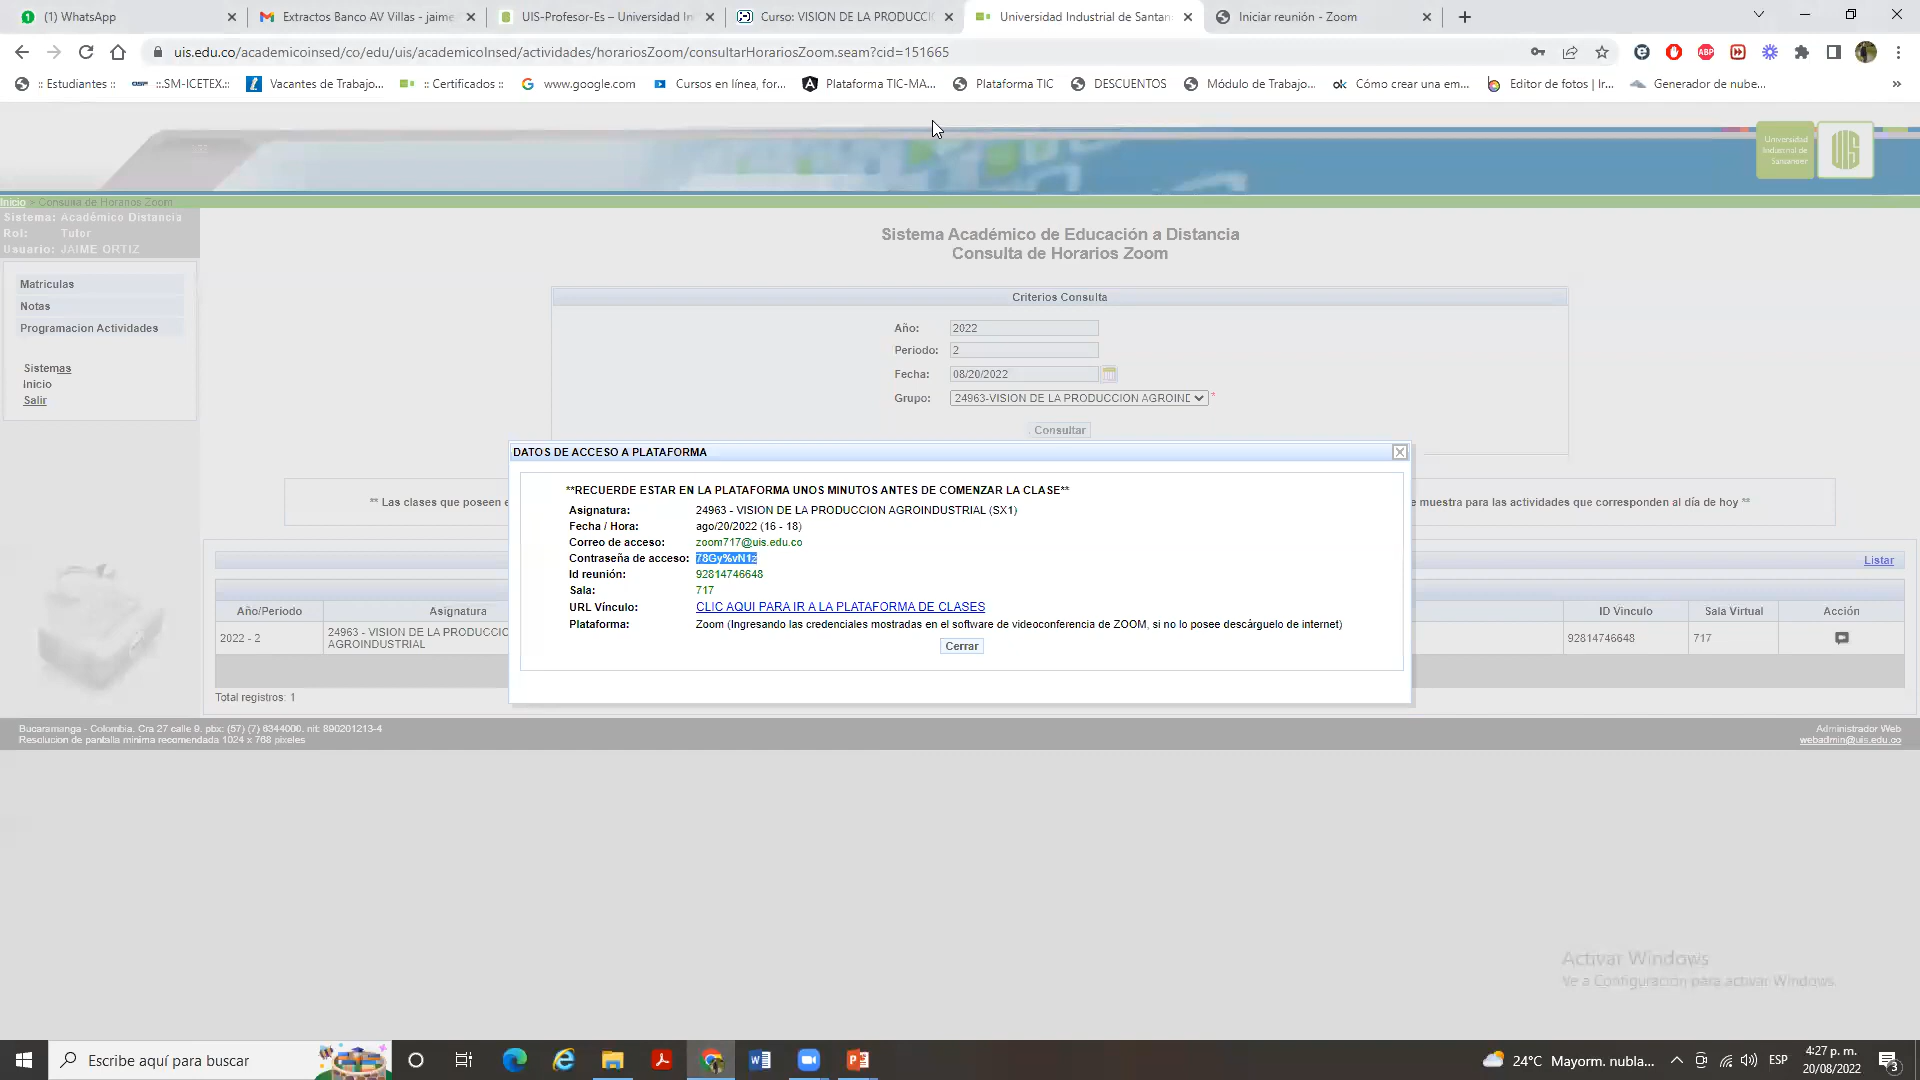 (1) WhatsApp
Extractos Banco AV Villas - jaime
UIS-Profesor-Es – Universidad In
Curso: VISION DE LA PRODUCCI
Universidad Industrial de Santan
Iniciar reunión - Zoom
uis.edu.co/academicoinsed/co/edu/uis/academicoInsed/actividades/horariosZoom/consultarHorariosZoom.seam?cid=151665
:: Estudiantes ::
::.SM-ICETEX.::
Vacantes de Trabajo...
:: Certificados ::
www.google.com
Cursos en línea, for...
Plataforma TIC-MA...
Plataforma TIC
DESCUENTOS
Módulo de Trabajo...
Cómo crear una em...
Editor de fotos | Ir...
Generador de nube...
Universidad
Industrial de
Santander
UIS
Inicio » Consulta de Horarios Zoom
Sistema: Académico Distancia
Rol: Tutor
Usuario: JAIME ORTIZ
Matriculas
Notas
Programacion Actividades
Sistemas
Inicio
Salir
Sistema Académico de Educación a Distancia
Consulta de Horarios Zoom
Criterios Consulta
Año: 2022
Periodo: 2
Fecha: 08/20/2022
Grupo: 24963-VISION DE LA PRODUCCION AGROIND *
Consultar
** Las clases que poseen e
muestra para las actividades que corresponden al día de hoy **
DATOS DE ACCESO A PLATAFORMA
**RECUERDE ESTAR EN LA PLATAFORMA UNOS MINUTOS ANTES DE COMENZAR LA CLASE**
Asignatura: 24963 - VISION DE LA PRODUCCION AGROINDUSTRIAL (SX1)
Fecha / Hora: ago/20/2022 (16 - 18)
Correo de acceso: zoom717@uis.edu.co
Contraseña de acceso: 78Gy%vN1z
Id reunión: 92814746648
Sala: 717
URL Vínculo: CLIC AQUI PARA IR A LA PLATAFORMA DE CLASES
Plataforma: Zoom (Ingresando las credenciales mostradas en el software de videoconferencia de ZOOM, si no lo posee descárguelo de internet)
Cerrar
Listar
Año/Periodo Asignatura ID Vinculo Sala Virtual Acción
2022 - 2 24963 - VISION DE LA PRODUCCIO 92814746648 717
AGROINDUSTRIAL
Total registros: 1
Bucaramanga - Colombia. Cra 27 calle 9. pbx: (57) (7) 6344000. nit: 890201213-4
Resolucion de pantalla minima recomendada 1024 x 768 pixeles
Administrador Web
webadmin@uis.edu.co
Activar Windows
Ve a Configuración para activar Windows.
Escribe aquí para buscar
24°C Mayorm. nubla...
ESP
4:27 p. m.
20/08/2022
3